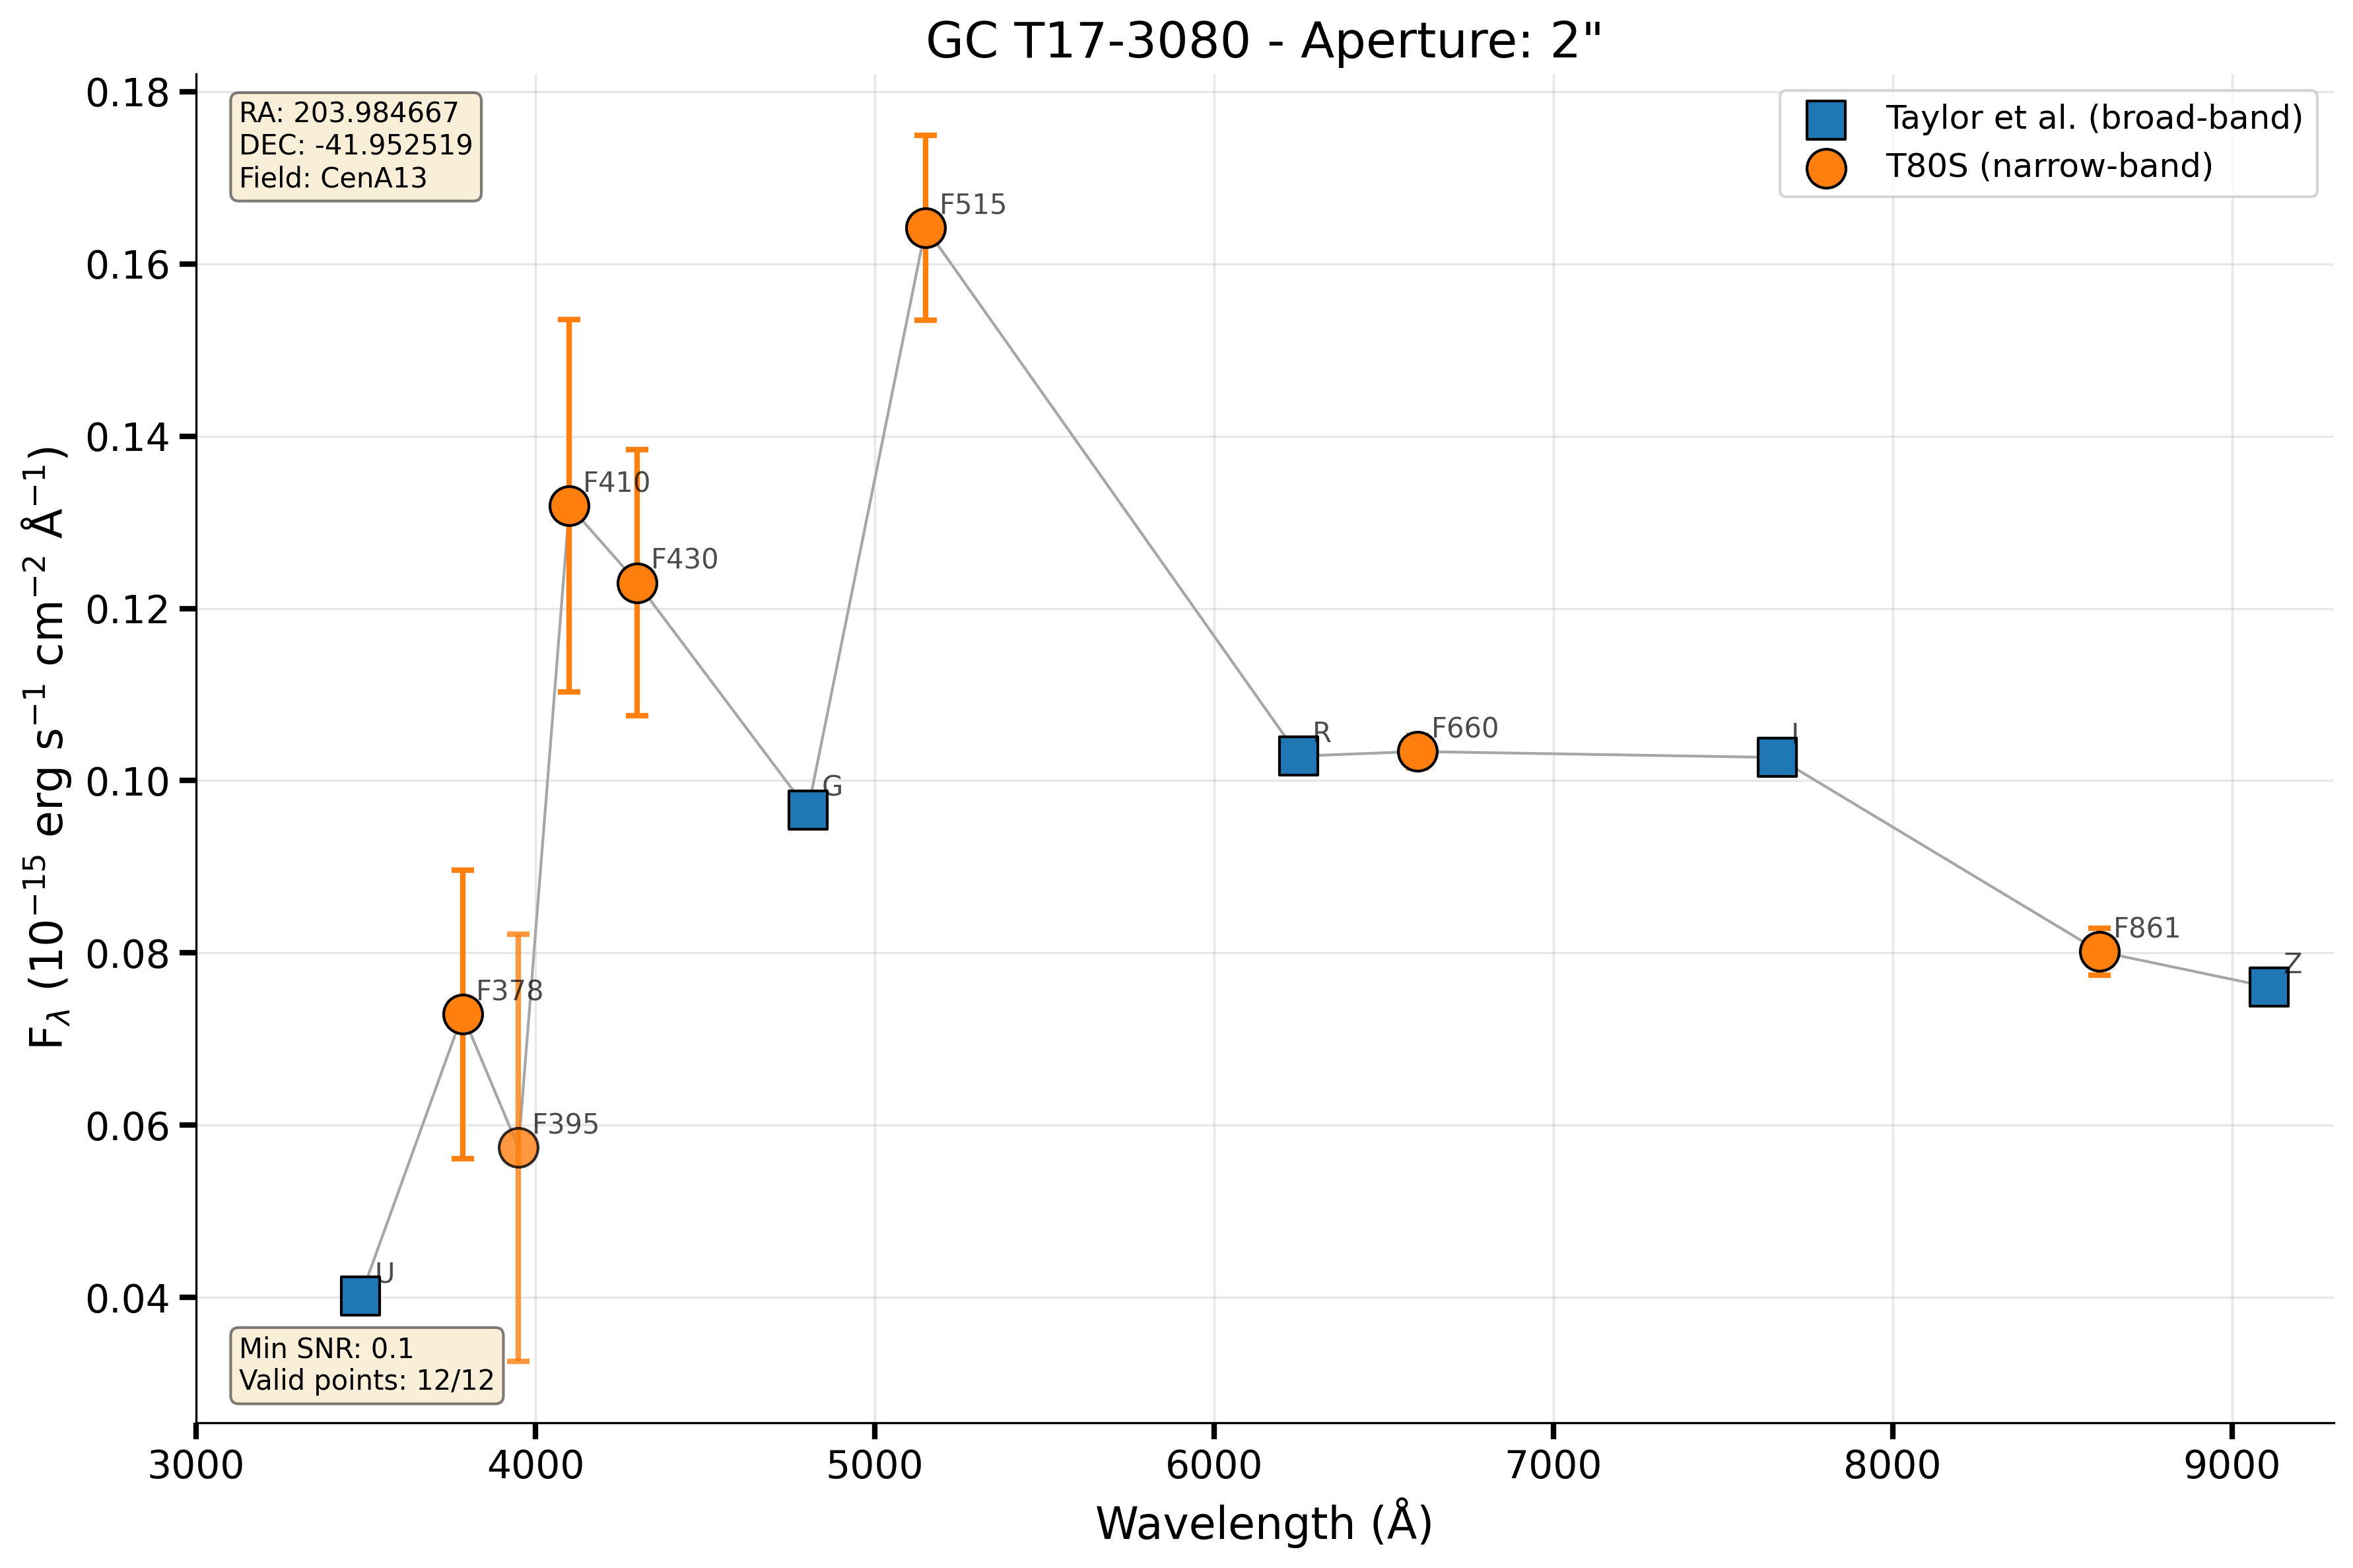 GC T17-3080 - Aperture: 2"
RA: 203.984667
DEC: -41.952519
Field: CenA13
Taylor et al. (broad-band)
T80S (narrow-band)
F515
F410
F430
R
F660
I
G
F861
Z
F378
F395
U
Min SNR: 0.1
Valid points: 12/12
0.18
0.16
0.14
0.12
0.10
0.08
0.06
0.04
F_λ (10⁻¹⁵ erg s⁻¹ cm⁻² Å⁻¹)
3000 4000 5000 6000 7000 8000 9000
Wavelength (Å)